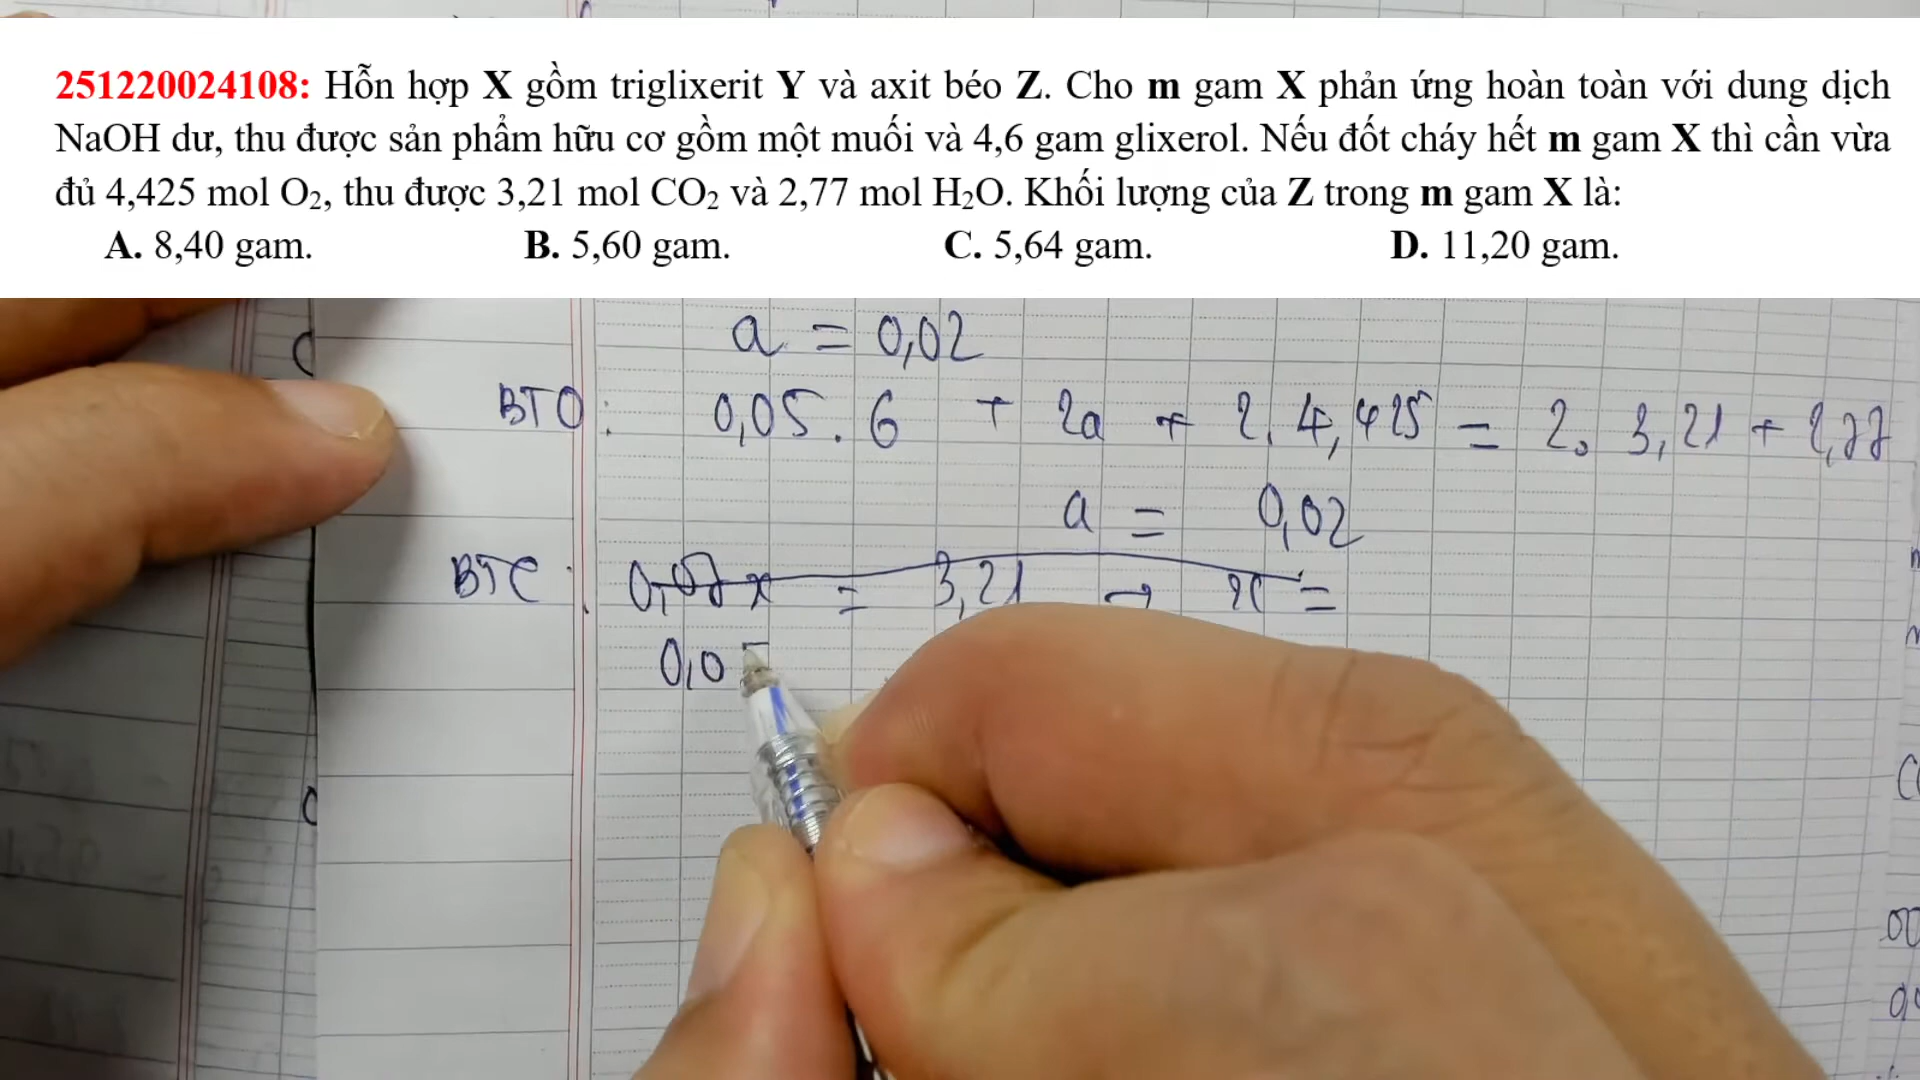 251220024108: Hỗn hợp X gồm triglixerit Y và axit béo Z. Cho m gam X phản ứng hoàn toàn với dung dịch
NaOH dư, thu được sản phẩm hữu cơ gồm một muối và 4,6 gam glixerol. Nếu đốt cháy hết m gam X thì cần vừa
đủ 4,425 mol O₂, thu được 3,21 mol CO₂ và 2,77 mol H₂O. Khối lượng của Z trong m gam X là:
A. 8,40 gam. B. 5,60 gam. C. 5,64 gam. D. 11,20 gam.
a = 0,02
BTO: 0,05.6 + 2a + 2.4,425 = 2.3,21 + 2,77
a = 0,02
BTC: 0,07x = 3,21 → x =
0,05